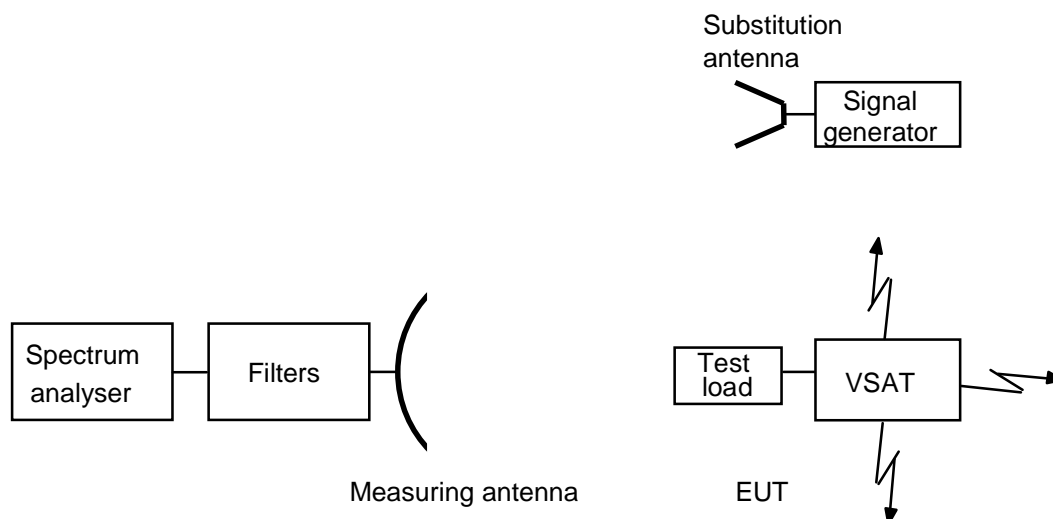 Substitution
antenna
Signal
generator
Spectrum
analyser
Filters
Test
load
VSAT
Measuring antenna
EUT